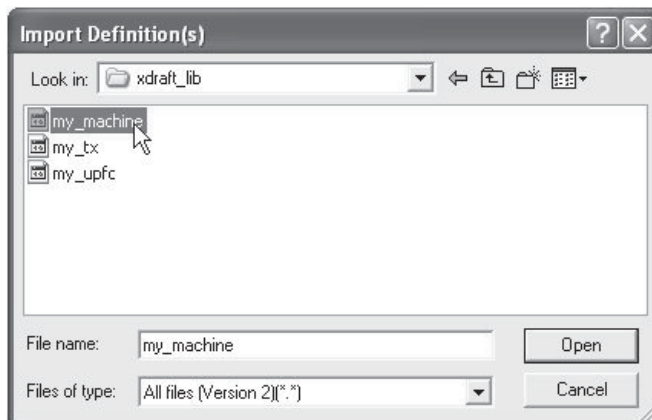 Import Definition(s)
Look in: xdraft_lib
my_machine
my_tx
my_upfc
File name: my_machine Open
Files of type: All files (Version 2)(*.*) Cancel